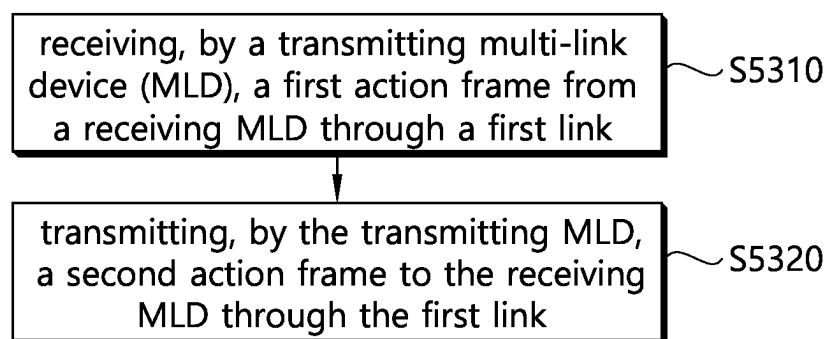 receiving, by a transmitting multi-link
device (MLD), a first action frame from
a receiving MLD through a first link
S5310
transmitting, by the transmitting MLD,
a second action frame to the receiving
MLD through the first link
S5320